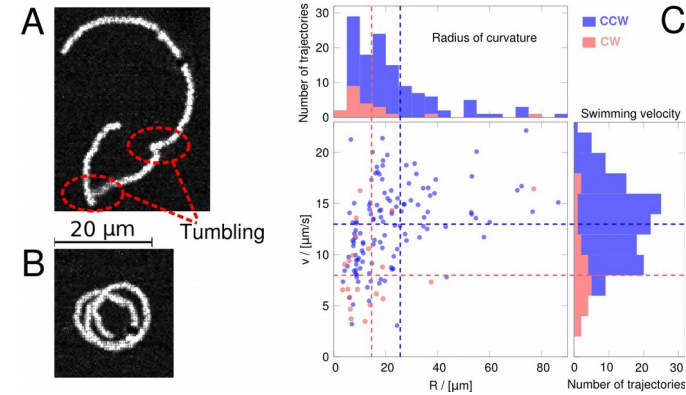 A
20 µm
Tumbling
B
C
Radius of curvature
CCW
CW
Number of trajectories
30
20
10
0
Swimming velocity
v / [µm/s]
20
15
10
5
0
0 20 40 60 80
R / [µm]
0 10 20 30
Number of trajectories